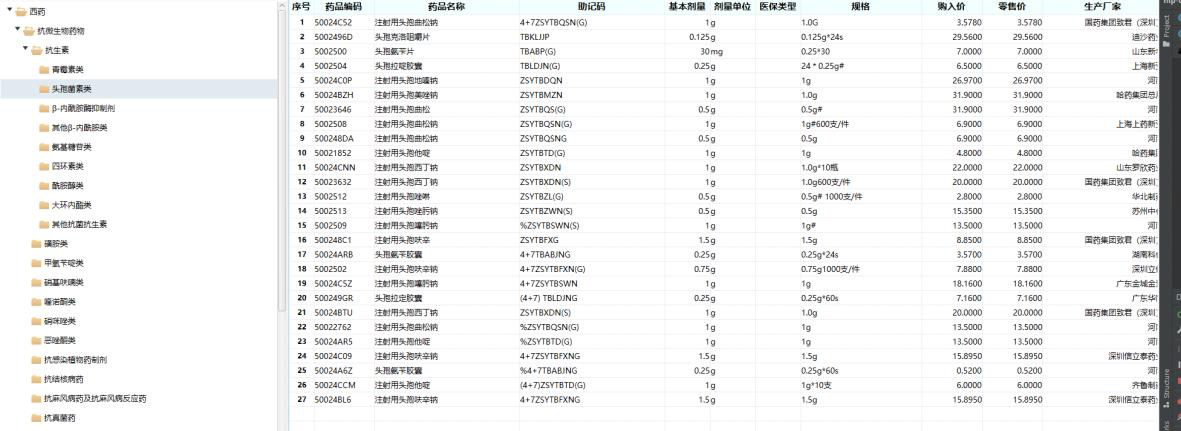 西药
抗微生物药物
抗生素
青霉素类
头孢菌素类
β-内酰胺酶抑制剂
其他β-内酰胺类
氨基糖苷类
四环素类
酰胺醇类
大环内酯类
其他抗菌抗生素
磺胺类
甲氧苄啶类
硝基呋喃类
喹诺酮类
硝咪唑类
恶唑酮类
抗感染植物药制剂
抗结核病药
抗麻风病药及抗麻风病反应药
抗真菌药
序号 药品编码 药品名称 助记码 基本剂量 剂量单位 医保类型 规格 购入价 零售价 生产厂家
1 50024C52 注射用头孢曲松钠 4+7ZSYTBQSN(G) 1 g 1.0G 3.5780 3.5780 国药集团致君（深圳
2 5002496D 头孢克洛咀嚼片 TBKLJJP 0.125 g 0.125g*24s 29.5600 29.5600 迪沙药
3 5002500 头孢氨苄片 TBABP(G) 30 mg 0.25*30 7.0000 7.0000 山东新
4 5002504 头孢拉啶胶囊 TBLDJN(G) 0.25 g 24 * 0.25g# 6.5000 6.5000 上海新
5 50024C0P 注射用头孢地嗪钠 ZSYTBDQN 1 g 1g 26.9700 26.9700 河
6 50024BZH 注射用头孢美唑钠 ZSYTBMZN 1 g 1.0g 31.9000 31.9000 哈药集团总
7 50023646 注射用头孢曲松 ZSYTBQS(G) 0.5 g 0.5g# 31.9000 31.9000 河
8 5002508 注射用头孢曲松钠 ZSYTBQSN(G) 1 g 1g#600支/件 6.9000 6.9000 上海上药新
9 500248DA 注射用头孢曲松钠 ZSYTBQSNG 0.5 g 0.5g 6.9000 6.9000 河
10 50021852 注射用头孢他啶 ZSYTBTD(G) 1 g 1g 4.8000 4.8000 哈药集
11 50024CNN 注射用头孢西丁钠 ZSYTBXDN 1 g 1.0g*10瓶 22.0000 22.0000 山东罗欣药
12 50023632 注射用头孢西丁钠 ZSYTBXDN(S) 1 g 1.0g600支/件 20.0000 20.0000 国药集团致君（深圳
13 5002512 注射用头孢唑啉 ZSYTBZL(G) 0.5 g 0.5g# 1000支/件 2.8000 2.8000 华北制
14 5002513 注射用头孢唑肟钠 ZSYTBZWN(S) 0.5 g 0.5g 15.3500 15.3500 苏州中
15 5002509 注射用头孢噻肟钠 %ZSYTBSWN(S) 1 g 1g# 13.5000 13.5000 河
16 500248C1 注射用头孢呋辛 ZSYTBFXG 1.5 g 1.5g 8.8500 8.8500 国药集团致君（深圳
17 50024ARB 头孢氨苄胶囊 4+7TBABJNG 0.25 g 0.25g*24s 3.5700 3.5700 湖南科
18 5002502 注射用头孢呋辛钠 4+7ZSYTBFXN(G) 0.75 g 0.75g1000支/件 7.8800 7.8800 深圳立
19 50024C5Z 注射用头孢噻肟钠 4+7ZSYTBSWN 1 g 1g 18.1600 18.1600 广东金城金
20 500249GR 头孢拉定胶囊 (4+7) TBLDJNG 0.25 g 0.25g*60s 7.1600 7.1600 广东华
21 50024BTU 注射用头孢西丁钠 ZSYTBXDN(S) 1 g 1.0g 20.0000 20.0000 国药集团致君（深圳
22 50022762 注射用头孢曲松钠 %ZSYTBQSN(G) 1 g 1g 13.5000 13.5000 河
23 50024AR5 注射用头孢他啶 %ZSYTBTD(G) 1 g 1g 13.5000 13.5000 河
24 50024C09 注射用头孢呋辛钠 4+7ZSYTBFXNG 1.5 g 1.5g 15.8950 15.8950 深圳信立泰药
25 50024A6Z 头孢氨苄胶囊 %4+7TBABJNG 0.25 g 0.25g*60s 0.5200 0.5200 河
26 50024CCM 注射用头孢他啶 (4+7)ZSYTBTD(G) 1 g 1g*10支 6.0000 6.0000 齐鲁制
27 50024BL6 注射用头孢呋辛钠 4+7ZSYTBFXNG 1.5 g 1.5g 15.8950 15.8950 深圳信立泰药
Project
Structure